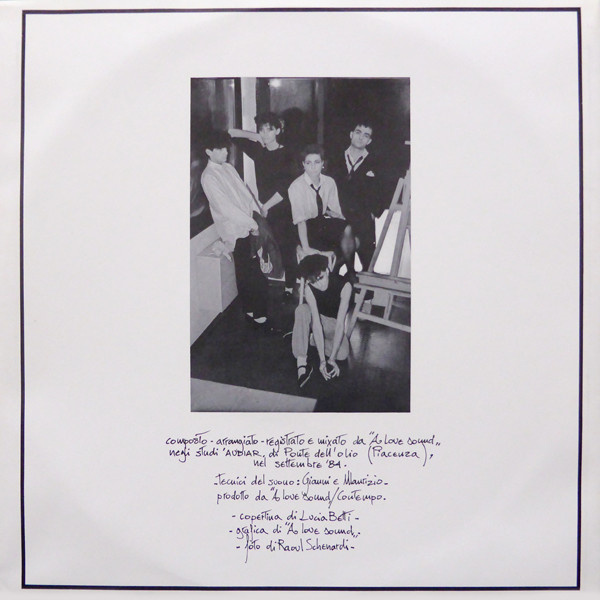 composto - arrangiato - registrato e mixato da "A love sound„
negli studi 'AUDIAR, di Ponte dell'olio (Piacenza),
nel settembre '84.
- tecnici del suono: Gianni e Maurizio -
prodotto da "A love sound/Contempo.
- copertina di Lucia Betti -
- grafica di "A love sound„ -
- foto di Raoul Schenardi -